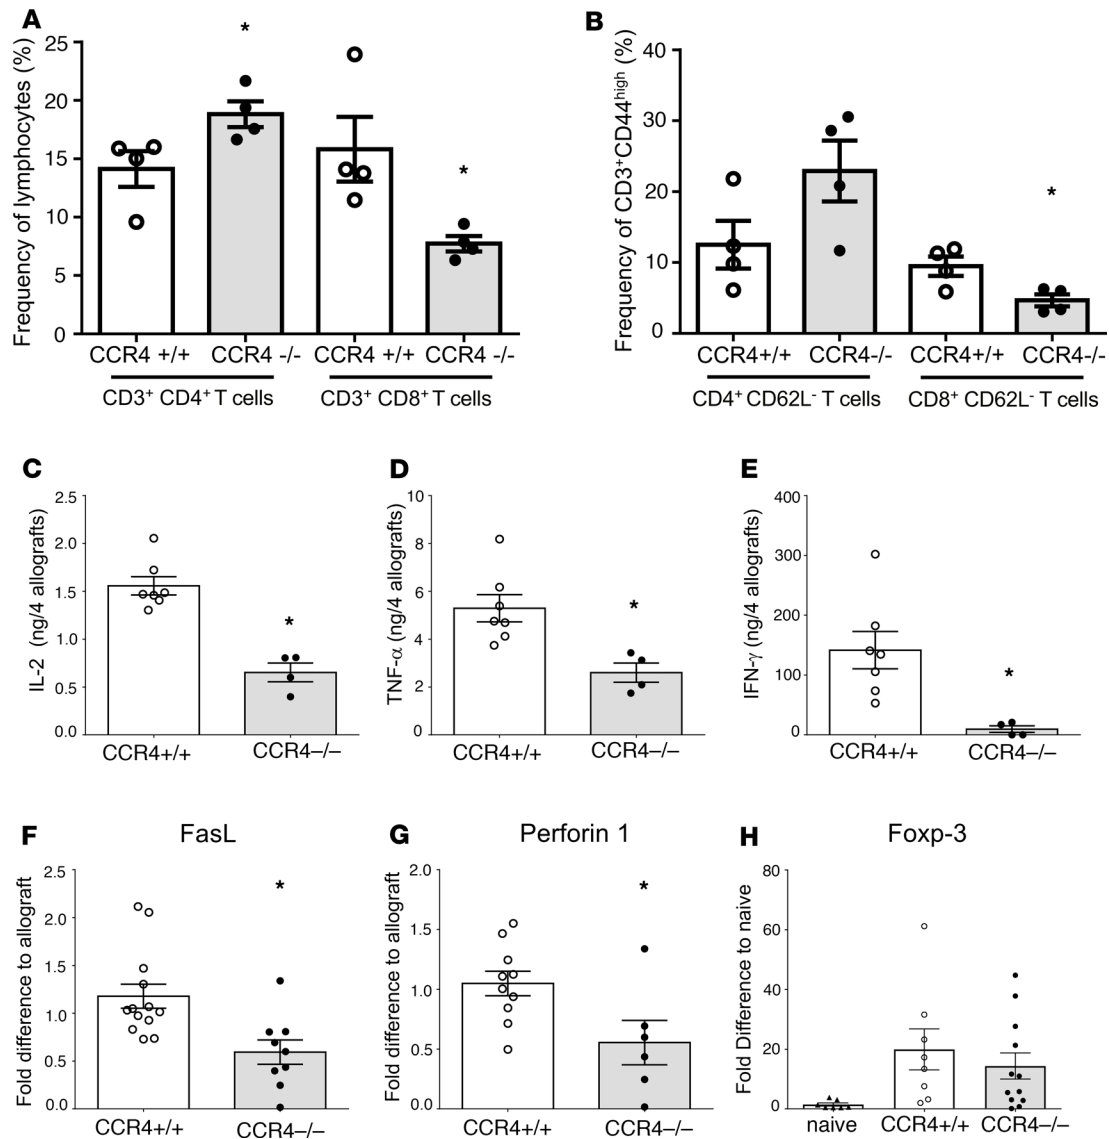 A
Frequency of lymphocytes (%)
25
20
15
10
5
0
*
*
CCR4 +/+ CCR4 -/- CCR4 +/+ CCR4 -/-
CD3⁺ CD4⁺ T cells CD3⁺ CD8⁺ T cells
B
Frequency of CD3⁺CD44ʰⁱᵍʰ (%)
40
30
20
10
0
*
CCR4+/+ CCR4-/- CCR4+/+ CCR4-/-
CD4⁺ CD62L⁻ T cells CD8⁺ CD62L⁻ T cells
C
IL-2 (ng/4 allografts)
2.5
2.0
1.5
1.0
0.5
0.0
*
CCR4+/+ CCR4–/–
D
TNF-α (ng/4 allografts)
10
8
6
4
2
0
*
CCR4+/+ CCR4–/–
E
IFN-γ (ng/4 allografts)
400
300
200
100
0
*
CCR4+/+ CCR4–/–
F
FasL
Fold difference to allograft
2.5
2.0
1.5
1.0
0.5
0.0
*
CCR4+/+ CCR4–/–
G
Perforin 1
Fold difference to allograft
2.0
1.5
1.0
0.5
0.0
*
CCR4+/+ CCR4–/–
H
Foxp-3
Fold Difference to naive
80
60
40
20
0
naive CCR4+/+ CCR4–/–